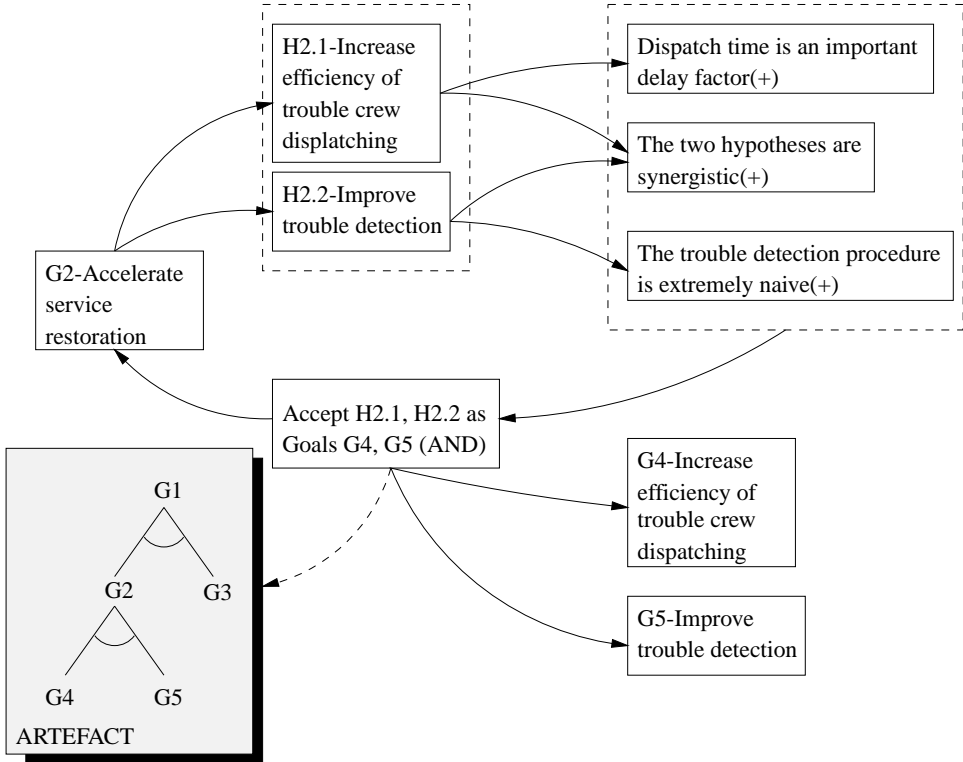 H2.1-Increase
efficiency of
trouble crew
displatching
H2.2-Improve
trouble detection
Dispatch time is an important
delay factor(+)
The two hypotheses are
synergistic(+)
The trouble detection procedure
is extremely naive(+)
G2-Accelerate
service
restoration
Accept H2.1, H2.2 as
Goals G4, G5 (AND)
G4-Increase
efficiency of
trouble crew
dispatching
G5-Improve
trouble detection
G1
G2 G3
G4 G5
ARTEFACT